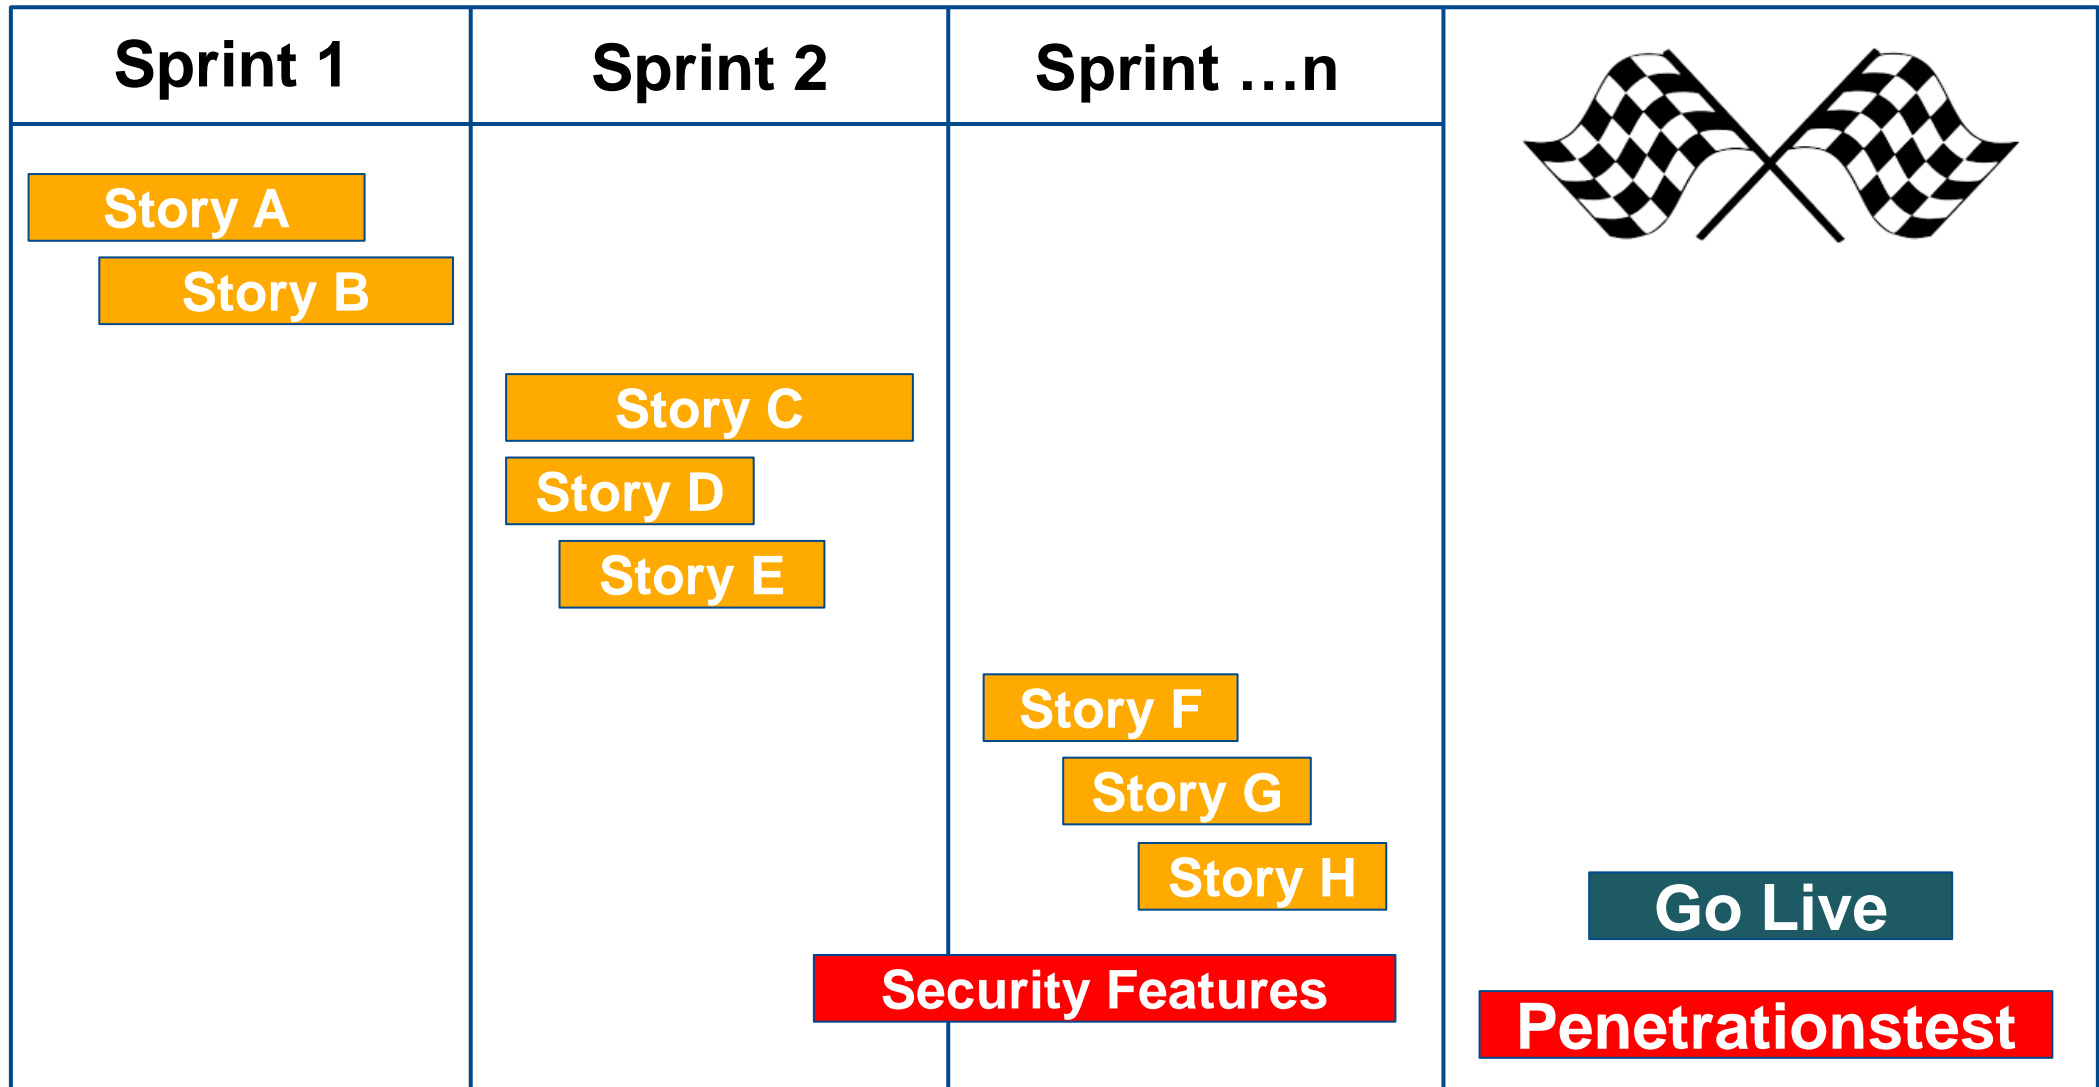 Sprint 1
Sprint 2
Sprint …n
Story A
Story B
Story C
Story D
Story E
Story F
Story G
Story H
Go Live
Security Features
Penetrationstest